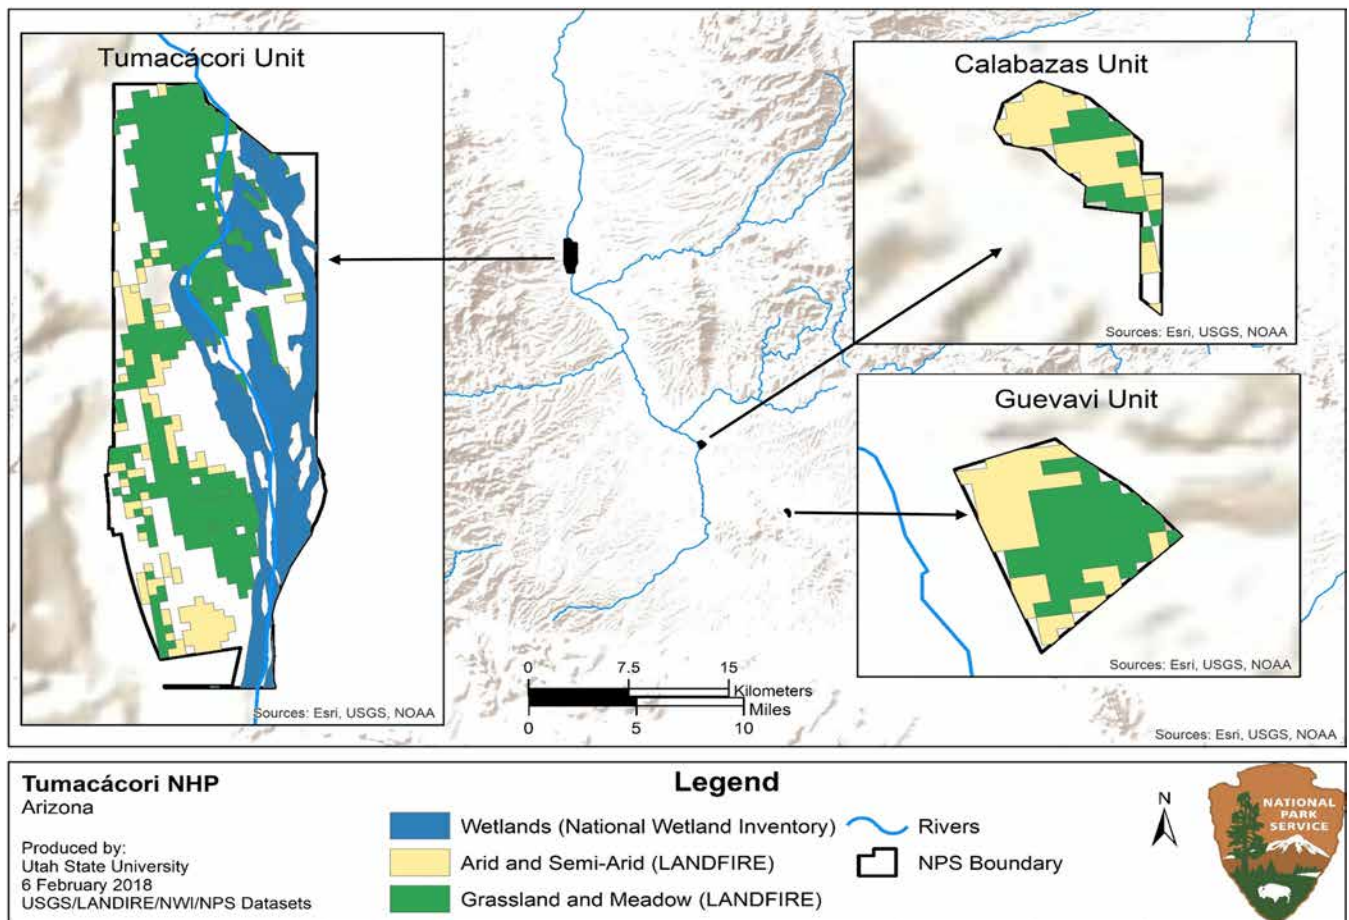 Tumacácori Unit
Sources: Esri, USGS, NOAA
Calabazas Unit
Sources: Esri, USGS, NOAA
Guevavi Unit
Sources: Esri, USGS, NOAA
0 7.5 15
Kilometers
Miles
0 5 10
Sources: Esri, USGS, NOAA
Tumacácori NHP
Arizona
Produced by:
Utah State University
6 February 2018
USGS/LANDIRE/NWI/NPS Datasets
Legend
Wetlands (National Wetland Inventory)
Arid and Semi-Arid (LANDFIRE)
Grassland and Meadow (LANDFIRE)
Rivers
NPS Boundary
N
NATIONAL
PARK
SERVICE